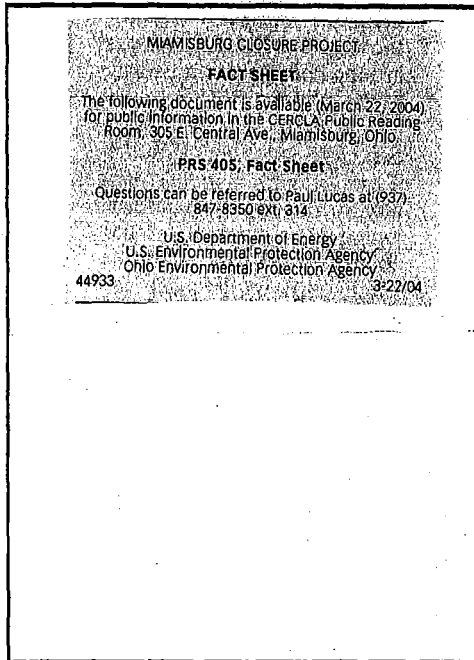 MIAMISBURG CLOSURE PROJECT
FACT SHEET
The following document is available (March 22, 2004)
for public information in the CERCLA Public Reading
Room, 305 E. Central Ave., Miamisburg, Ohio.
PRS 405, Fact Sheet
Questions can be referred to Paul Lucas at (937)
847-8350 ext. 314
U.S. Department of Energy
U.S. Environmental Protection Agency
Ohio Environmental Protection Agency
44933 3-22/04